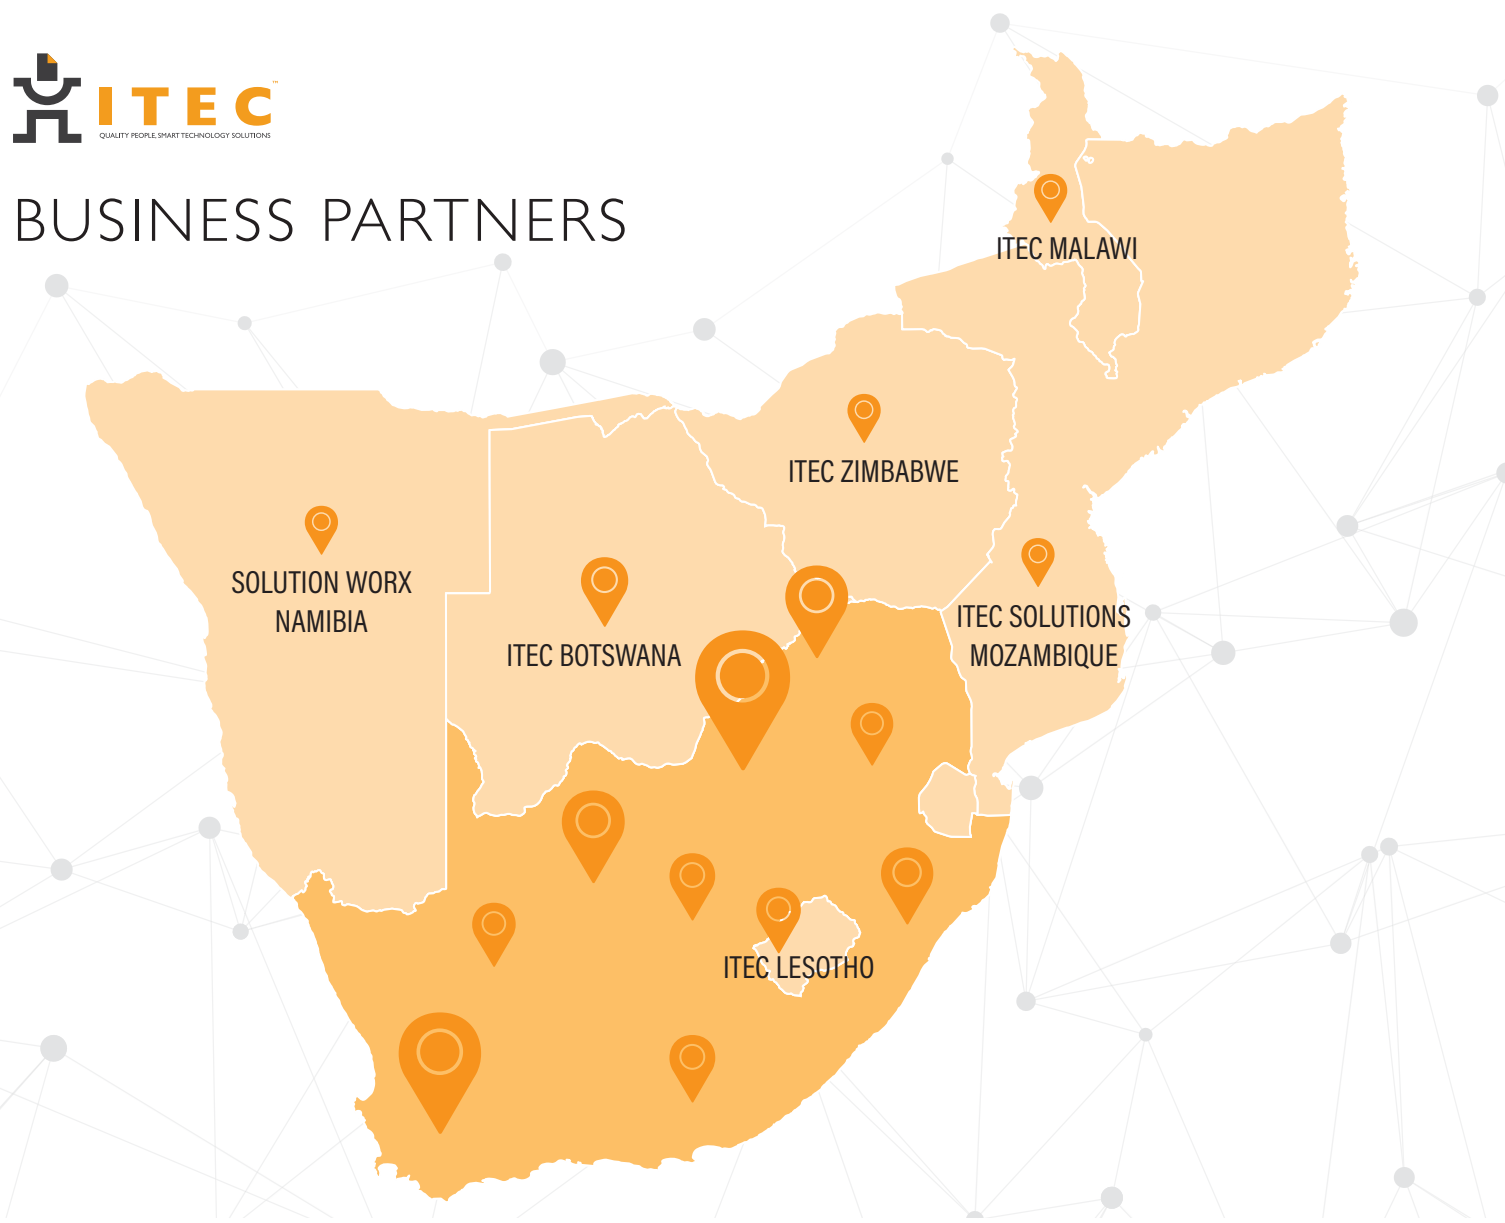 ITEC™
QUALITY PEOPLE, SMART TECHNOLOGY SOLUTIONS
BUSINESS PARTNERS
ITEC MALAWI
ITEC ZIMBABWE
SOLUTION WORX
NAMIBIA
ITEC BOTSWANA
ITEC SOLUTIONS
MOZAMBIQUE
ITEC LESOTHO